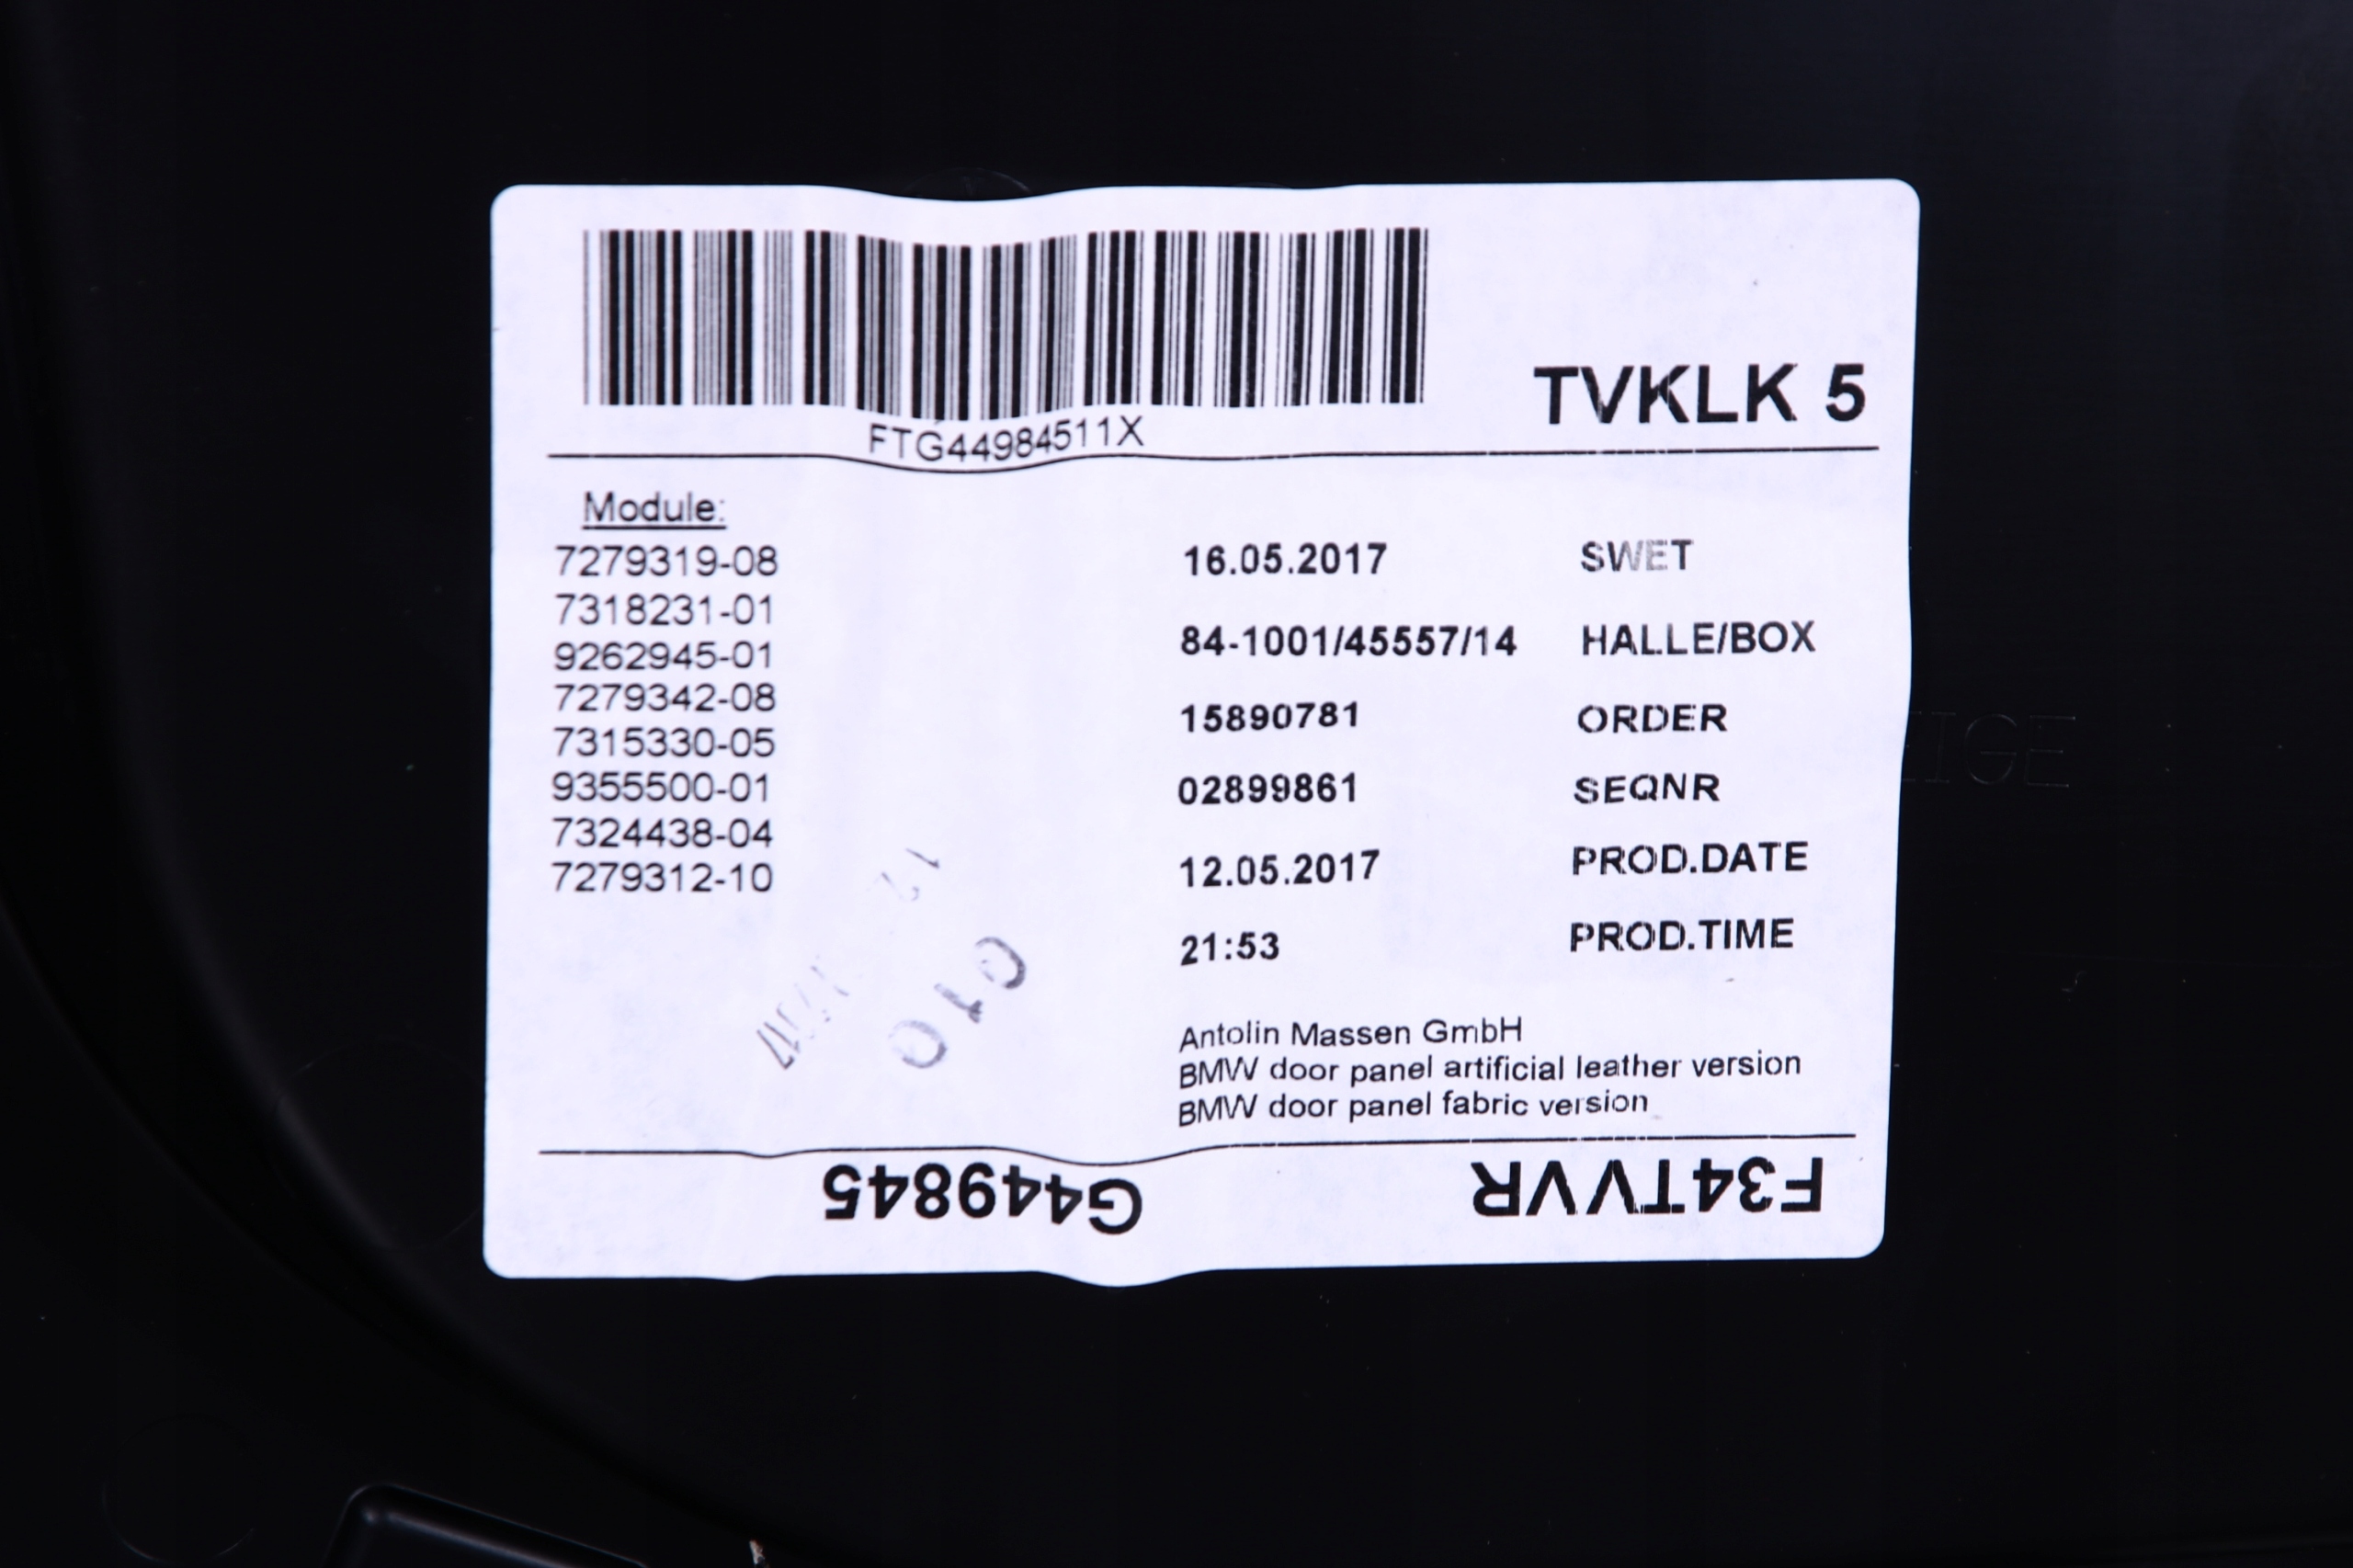 FTG44984511X
TVKLK 5
Module:
7279319-08
7318231-01
9262945-01
7279342-08
7315330-05
9355500-01
7324438-04
7279312-10
16.05.2017 SWET
84-1001/45557/14 HALLE/BOX
15890781 ORDER
02899861 SEQNR
12.05.2017 PROD.DATE
21:53 PROD.TIME
010
Antolin Massen GmbH
BMW door panel artificial leather version
BMW door panel fabric version
F34TVVR G449845